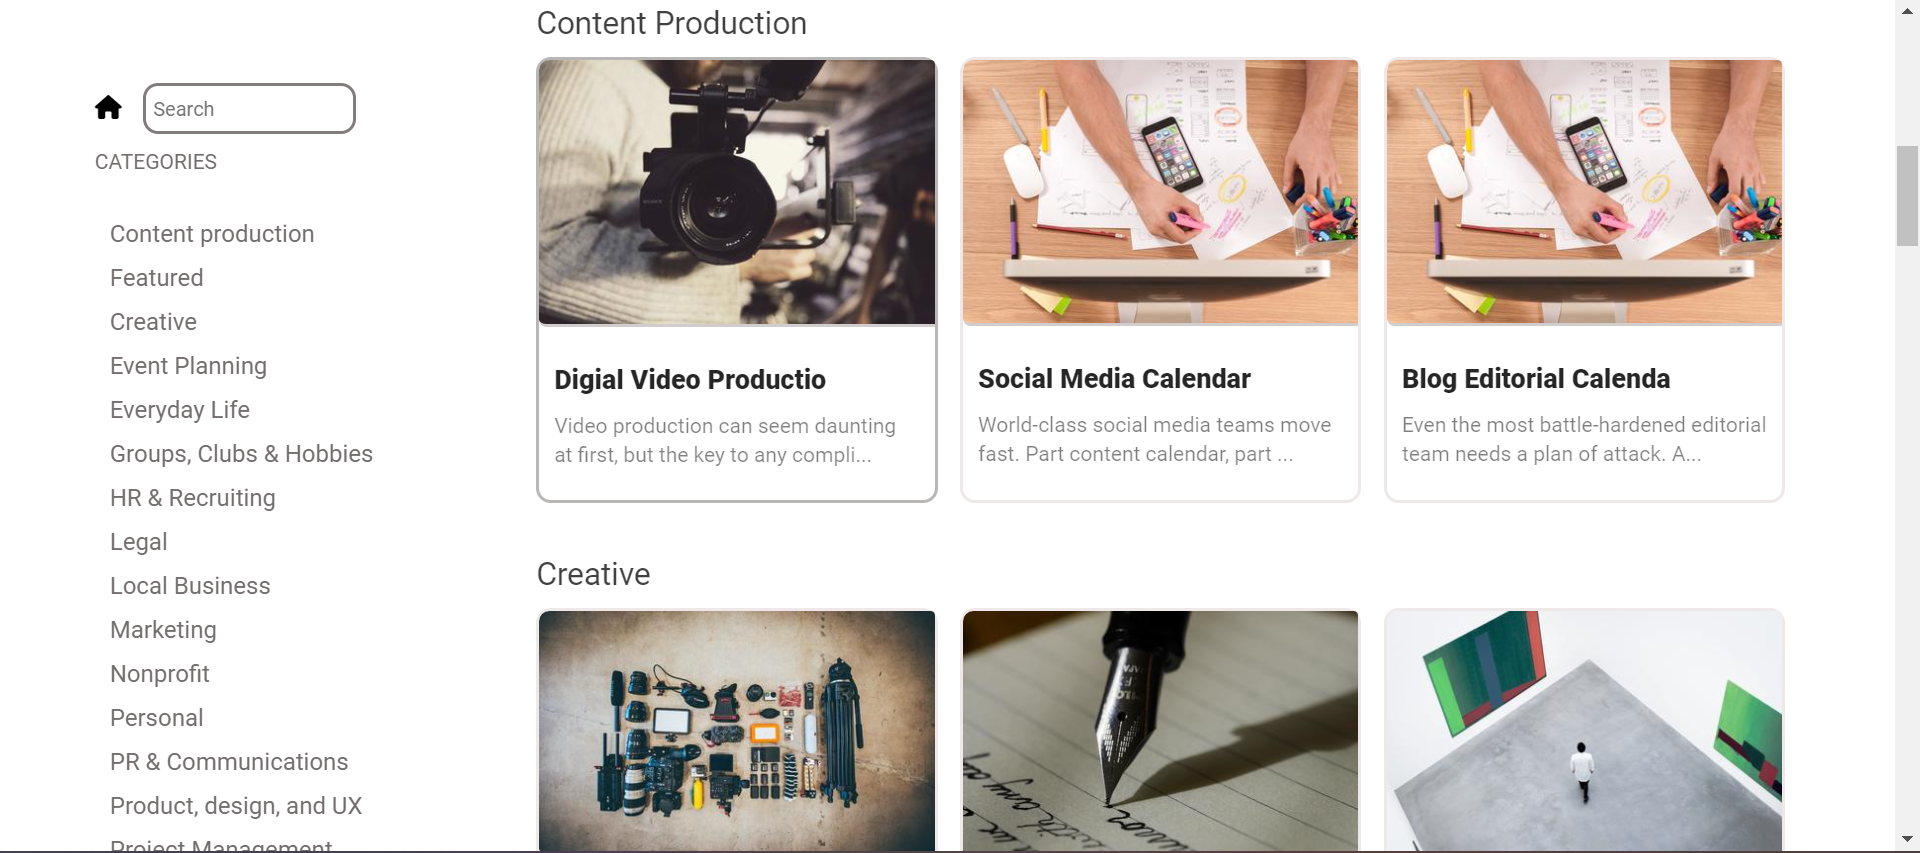 Search
CATEGORIES
Content production
Featured
Creative
Event Planning
Everyday Life
Groups, Clubs & Hobbies
HR & Recruiting
Legal
Local Business
Marketing
Nonprofit
Personal
PR & Communications
Product, design, and UX
Project Management
Content Production
Digial Video Productio
Video production can seem daunting
at first, but the key to any compli...
Social Media Calendar
World-class social media teams move
fast. Part content calendar, part ...
Blog Editorial Calenda
Even the most battle-hardened editorial
team needs a plan of attack. A...
Creative